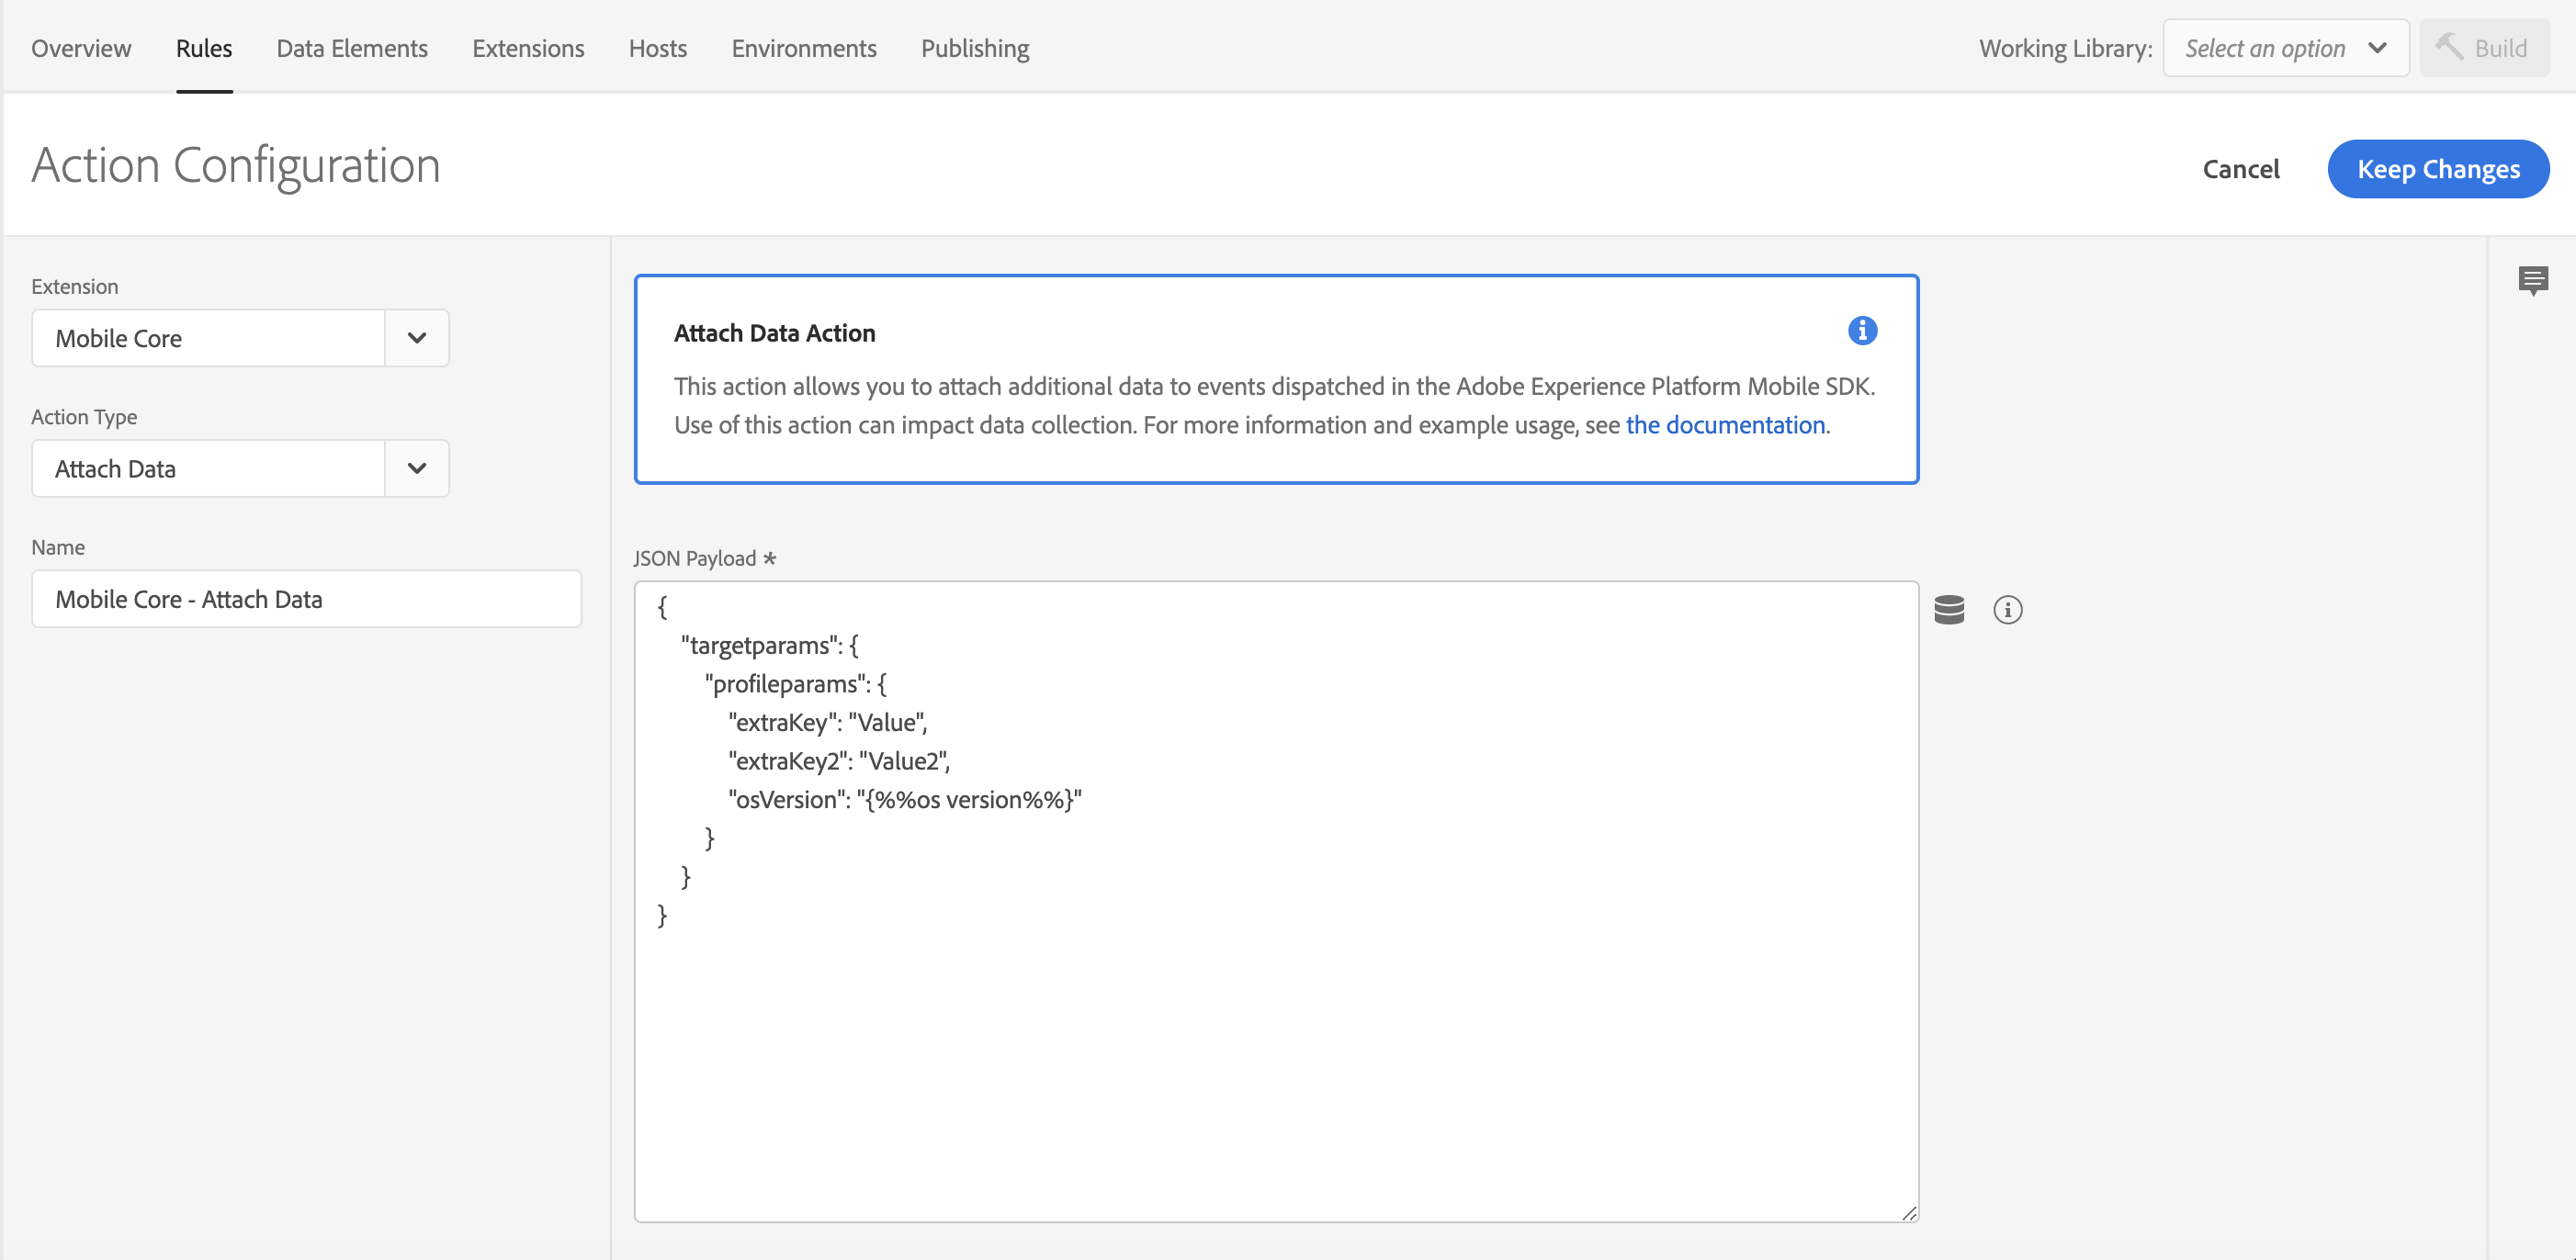 Overview Rules Data Elements Extensions Hosts Environments Publishing Working Library: Select an option Build
Action Configuration Cancel Keep Changes
Extension
Mobile Core
Action Type
Attach Data
Name
Mobile Core - Attach Data
Attach Data Action
This action allows you to attach additional data to events dispatched in the Adobe Experience Platform Mobile SDK.
Use of this action can impact data collection. For more information and example usage, see the documentation.
JSON Payload *
{
"targetparams": {
"profileparams": {
"extraKey": "Value",
"extraKey2": "Value2",
"osVersion": "{%%os version%%}"
}
}
}